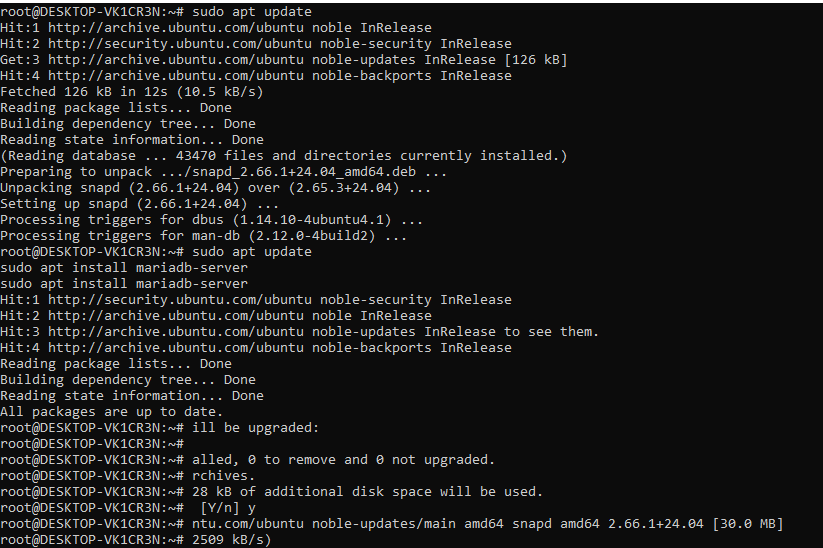 root@DESKTOP-VK1CR3N:~# sudo apt update
Hit:1 http://archive.ubuntu.com/ubuntu noble InRelease
Hit:2 http://security.ubuntu.com/ubuntu noble-security InRelease
Get:3 http://archive.ubuntu.com/ubuntu noble-updates InRelease [126 kB]
Hit:4 http://archive.ubuntu.com/ubuntu noble-backports InRelease
Fetched 126 kB in 12s (10.5 kB/s)
Reading package lists... Done
Building dependency tree... Done
Reading state information... Done
(Reading database ... 43470 files and directories currently installed.)
Preparing to unpack .../snapd_2.66.1+24.04_amd64.deb ...
Unpacking snapd (2.66.1+24.04) over (2.65.3+24.04) ...
Setting up snapd (2.66.1+24.04) ...
Processing triggers for dbus (1.14.10-4ubuntu4.1) ...
Processing triggers for man-db (2.12.0-4build2) ...
root@DESKTOP-VK1CR3N:~# sudo apt update
sudo apt install mariadb-server
sudo apt install mariadb-server
Hit:1 http://security.ubuntu.com/ubuntu noble-security InRelease
Hit:2 http://archive.ubuntu.com/ubuntu noble InRelease
Hit:3 http://archive.ubuntu.com/ubuntu noble-updates InRelease to see them.
Hit:4 http://archive.ubuntu.com/ubuntu noble-backports InRelease
Reading package lists... Done
Building dependency tree... Done
Reading state information... Done
All packages are up to date.
root@DESKTOP-VK1CR3N:~# ill be upgraded:
root@DESKTOP-VK1CR3N:~#
root@DESKTOP-VK1CR3N:~# alled, 0 to remove and 0 not upgraded.
root@DESKTOP-VK1CR3N:~# rchives.
root@DESKTOP-VK1CR3N:~# 28 kB of additional disk space will be used.
root@DESKTOP-VK1CR3N:~#  [Y/n] y
root@DESKTOP-VK1CR3N:~# ntu.com/ubuntu noble-updates/main amd64 snapd amd64 2.66.1+24.04 [30.0 MB]
root@DESKTOP-VK1CR3N:~# 2509 kB/s)